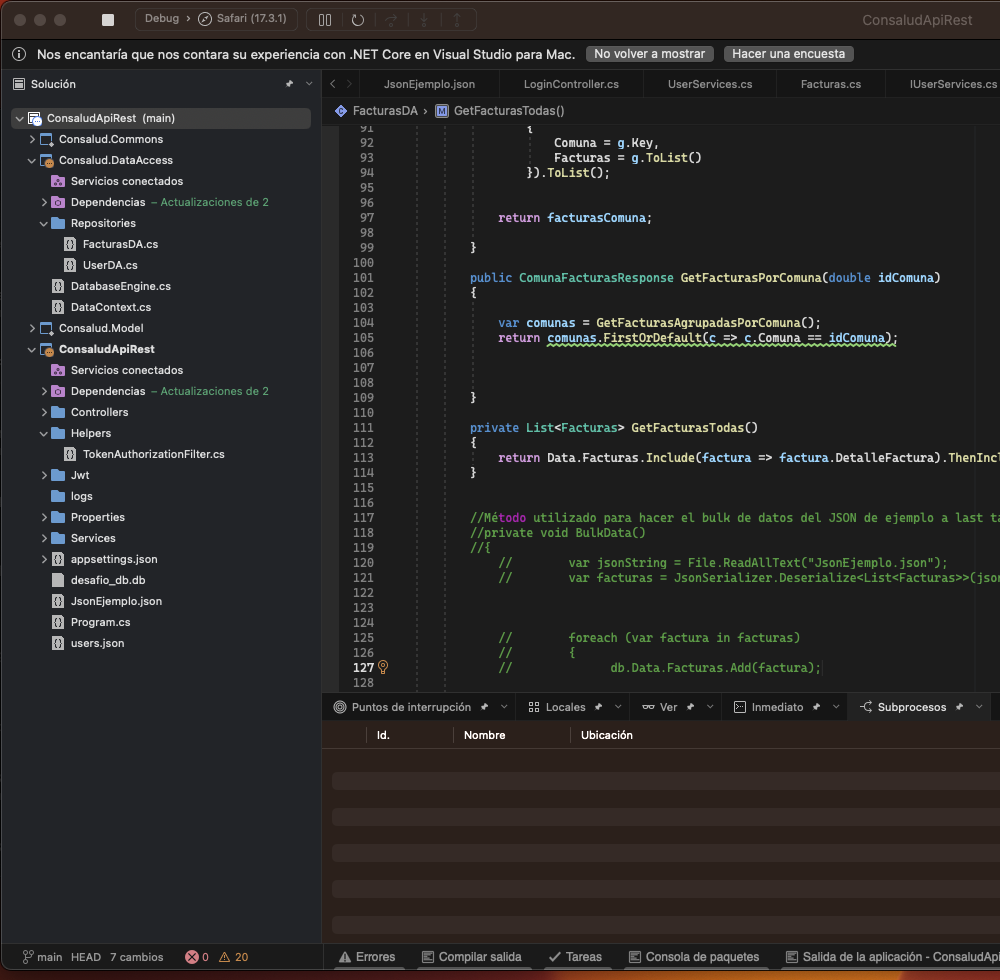 Debug › Safari (17.3.1)
ConsaludApiRest
Nos encantaría que nos contara su experiencia con .NET Core en Visual Studio para Mac. No volver a mostrar Hacer una encuesta
Solución
ConsaludApiRest (main)
Consalud.Commons
Consalud.DataAccess
Servicios conectados
Dependencias – Actualizaciones de 2
Repositories
FacturasDA.cs
UserDA.cs
DatabaseEngine.cs
DataContext.cs
Consalud.Model
ConsaludApiRest
Servicios conectados
Dependencias – Actualizaciones de 2
Controllers
Helpers
TokenAuthorizationFilter.cs
Jwt
logs
Properties
Services
appsettings.json
desafio_db.db
JsonEjemplo.json
Program.cs
users.json
JsonEjemplo.json LoginController.cs UserServices.cs Facturas.cs IUserServices.cs
FacturasDA › M GetFacturasTodas()
91 {
92 Comuna = g.Key,
93 Facturas = g.ToList()
94 }).ToList();
95
96
97 return facturasComuna;
98
99 }
100
101 public ComunaFacturasResponse GetFacturasPorComuna(double idComuna)
102 {
103
104 var comunas = GetFacturasAgrupadasPorComuna();
105 return comunas.FirstOrDefault(c => c.Comuna == idComuna);
106
107
108
109 }
110
111 private List<Facturas> GetFacturasTodas()
112 {
113 return Data.Facturas.Include(factura => factura.DetalleFactura).ThenIncl
114 }
115
116
117 //Método utilizado para hacer el bulk de datos del JSON de ejemplo a last ta
118 //private void BulkData()
119 //{
120 // var jsonString = File.ReadAllText("JsonEjemplo.json");
121 // var facturas = JsonSerializer.Deserialize<List<Facturas>>(json
122
123
124
125 // foreach (var factura in facturas)
126 // {
127 // db.Data.Facturas.Add(factura);
128
Puntos de interrupción Locales Ver Inmediato Subprocesos
Id. Nombre Ubicación
main HEAD 7 cambios 0 20 Errores Compilar salida Tareas Consola de paquetes Salida de la aplicación - ConsaludApi